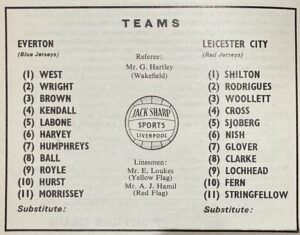 TEAMS
EVERTON
(Blue Jerseys)
(1) WEST
(2) WRIGHT
(3) BROWN
(4) KENDALL
(5) LABONE
(6) HARVEY
(7) HUMPHREYS
(8) BALL
(9) ROYLE
(10) HURST
(11) MORRISSEY
Substitute:
Referee:
Mr. G. Hartley
(Wakefield)
JACK SHARP
SPORTS
LIVERPOOL
Linesmen:
Mr. E. Loukes
(Yellow Flag)
Mr. A. J. Hamil
(Red Flag)
LEICESTER CITY
(Red Jerseys)
(1) SHILTON
(2) RODRIGUES
(3) WOOLLETT
(4) CROSS
(5) SJOBERG
(6) NISH
(7) GLOVER
(8) CLARKE
(9) LOCHHEAD
(10) FERN
(11) STRINGFELLOW
Substitute: